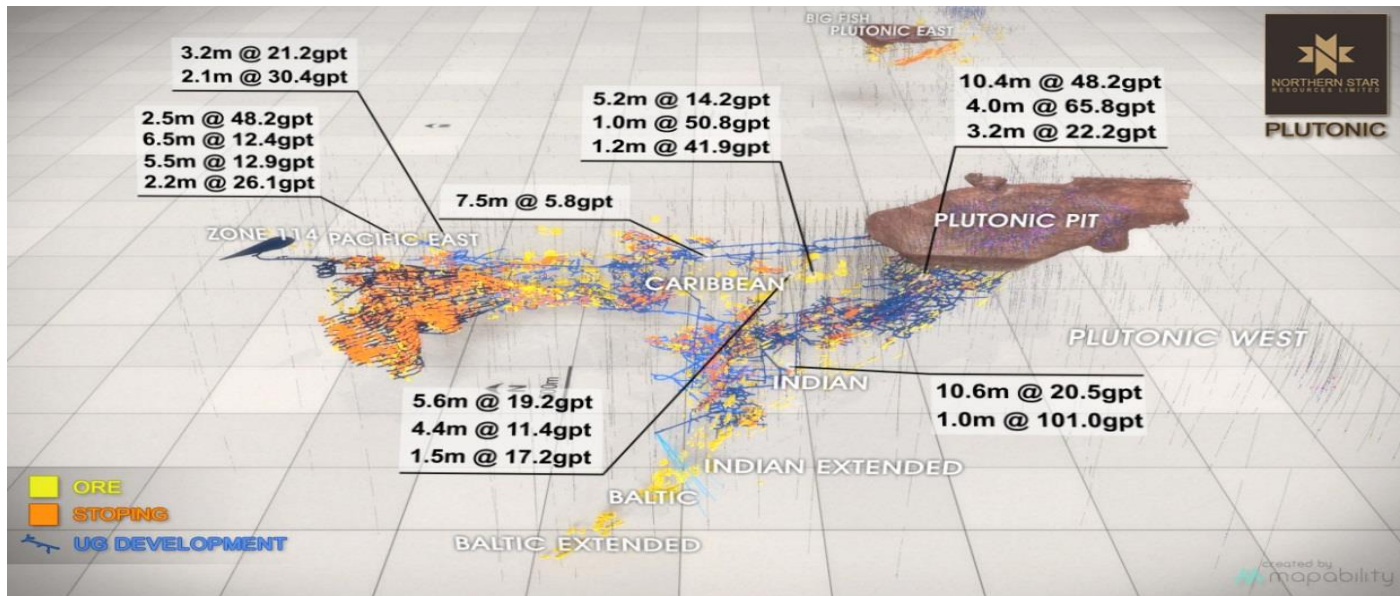 BIG FISH
PLUTONIC EAST
NORTHERN STAR
RESOURCES LIMITED
PLUTONIC
3.2m @ 21.2gpt
2.1m @ 30.4gpt
2.5m @ 48.2gpt
6.5m @ 12.4gpt
5.5m @ 12.9gpt
2.2m @ 26.1gpt
5.2m @ 14.2gpt
1.0m @ 50.8gpt
1.2m @ 41.9gpt
10.4m @ 48.2gpt
4.0m @ 65.8gpt
3.2m @ 22.2gpt
7.5m @ 5.8gpt
ZONE 114 PACIFIC EAST
PLUTONIC PIT
CARIBBEAN
PLUTONIC WEST
INDIAN
5.6m @ 19.2gpt
4.4m @ 11.4gpt
1.5m @ 17.2gpt
10.6m @ 20.5gpt
1.0m @ 101.0gpt
INDIAN EXTENDED
BALTIC
BALTIC EXTENDED
ORE
STOPING
UG DEVELOPMENT
created by
mapability